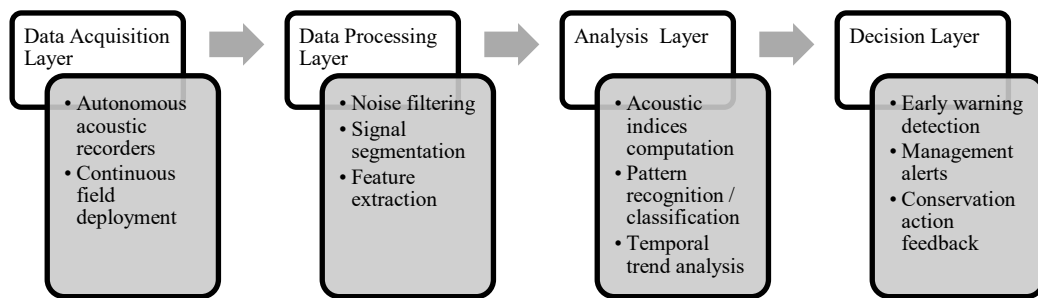 Data Acquisition
Layer
• Autonomous
acoustic
recorders
• Continuous
field
deployment
Data Processing
Layer
• Noise filtering
• Signal
segmentation
• Feature
extraction
Analysis Layer
• Acoustic
indices
computation
• Pattern
recognition /
classification
• Temporal
trend analysis
Decision Layer
• Early warning
detection
• Management
alerts
• Conservation
action
feedback